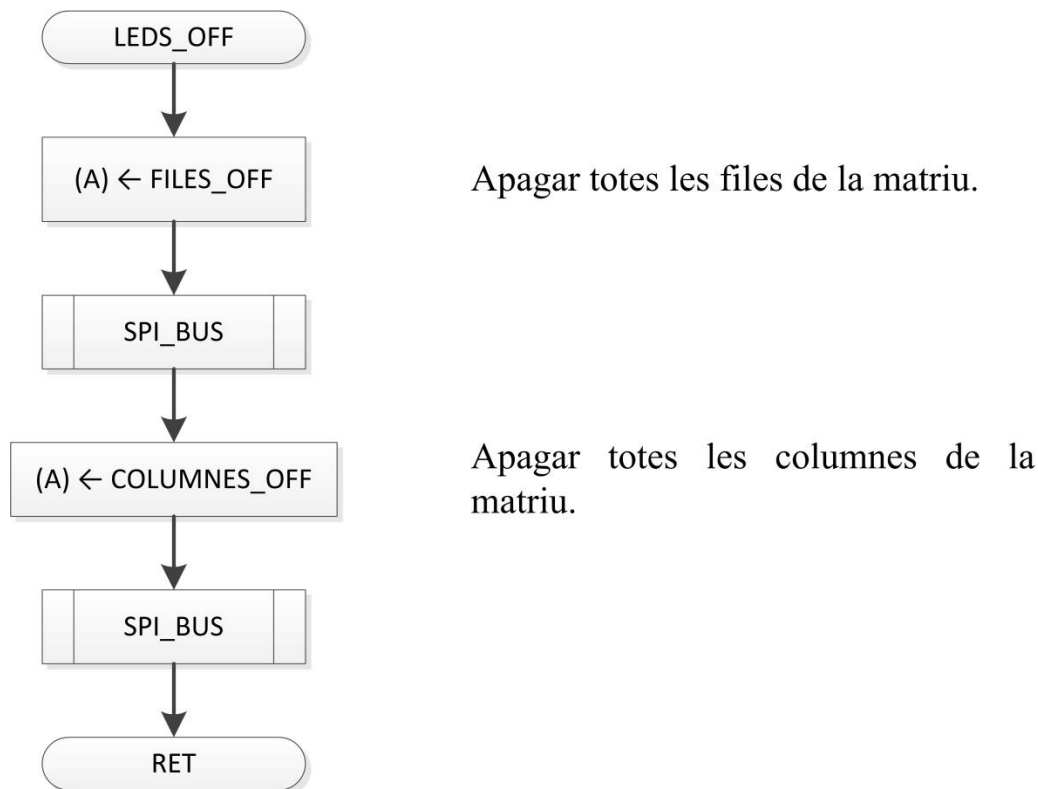 LEDS_OFF
(A) ← FILES_OFF
Apagar totes les files de la matriu.
SPI_BUS
(A) ← COLUMNES_OFF
Apagar totes les columnes de la
matriu.
SPI_BUS
RET